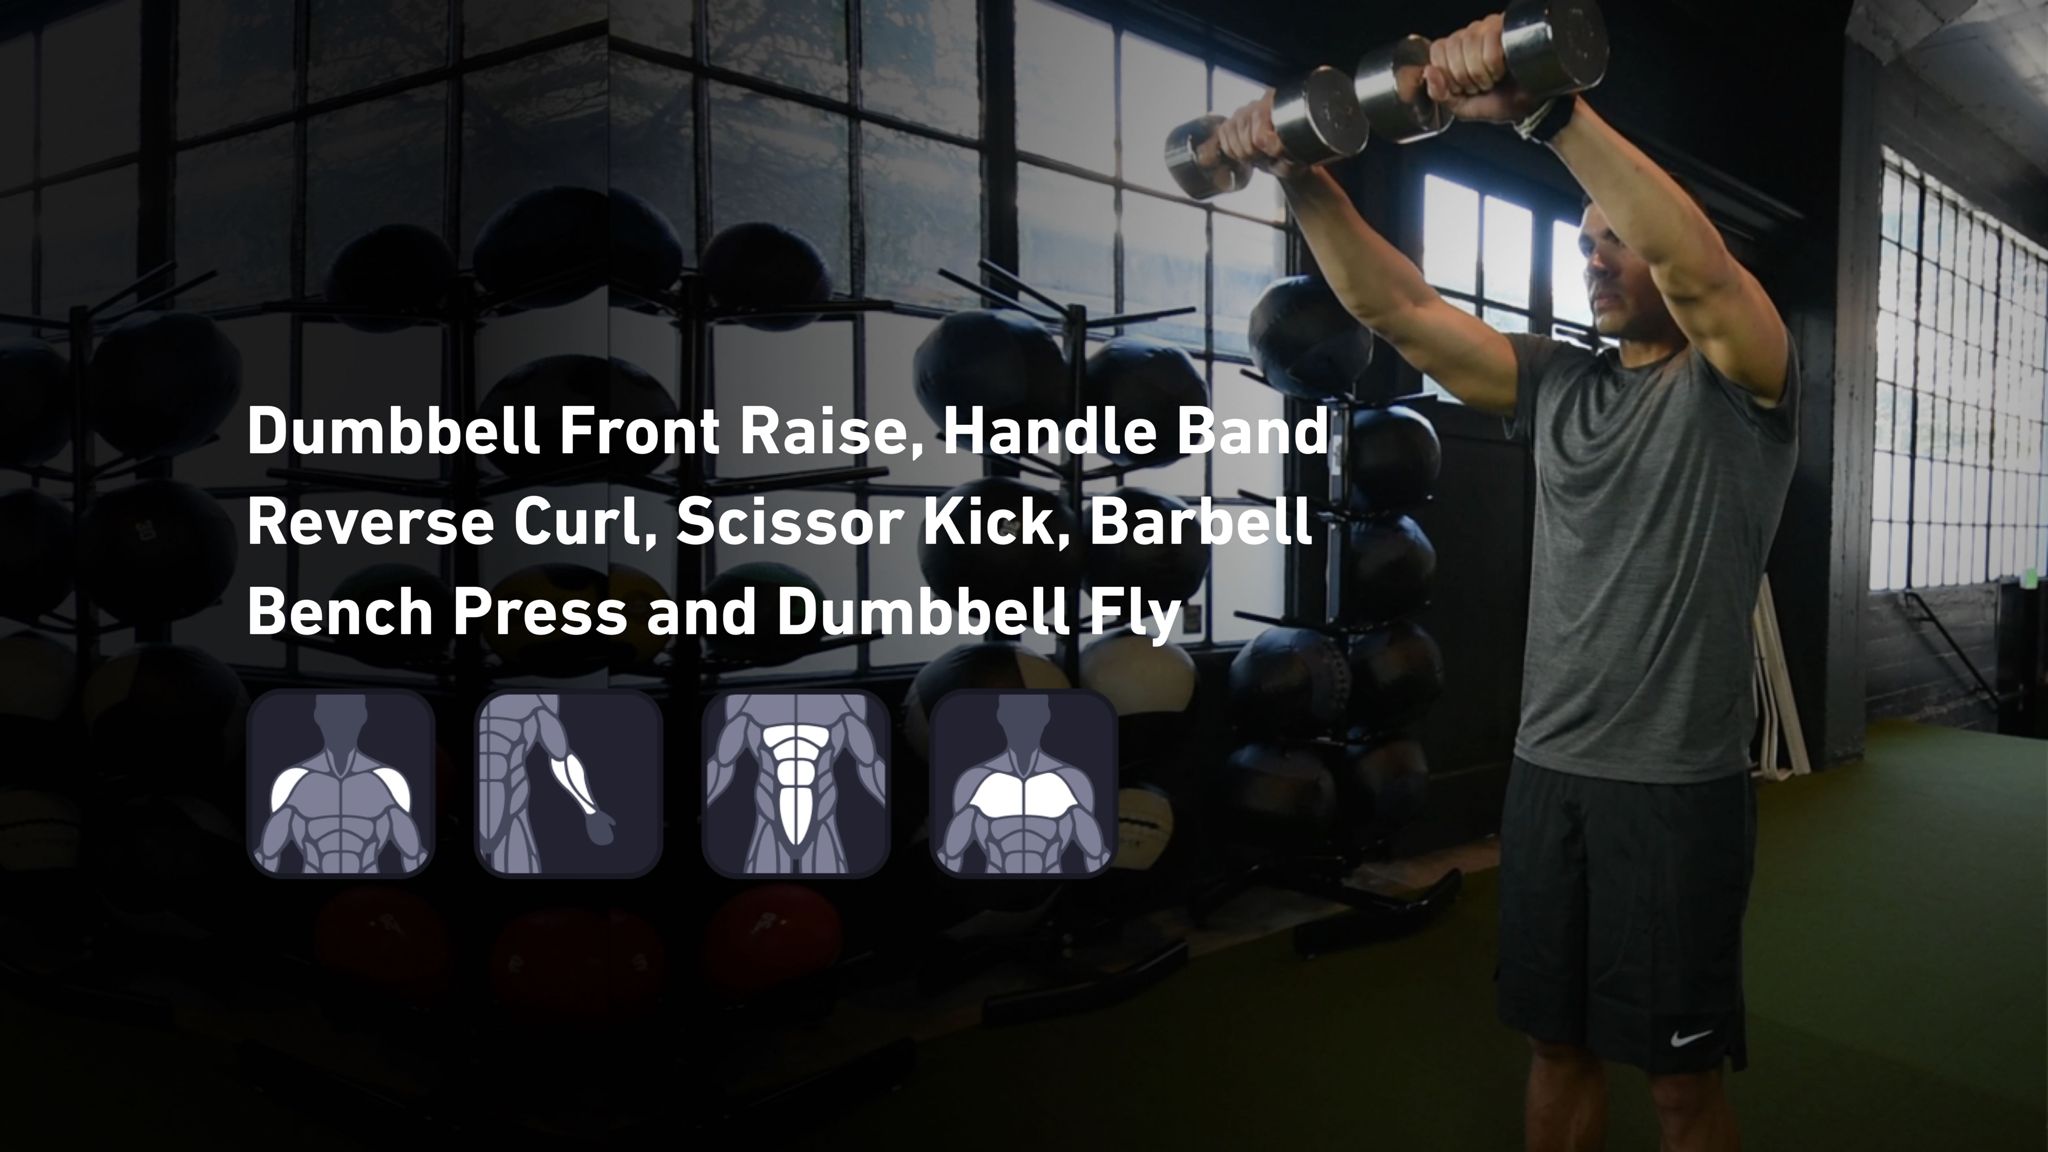 Dumbbell Front Raise, Handle Band
Reverse Curl, Scissor Kick, Barbell
Bench Press and Dumbbell Fly